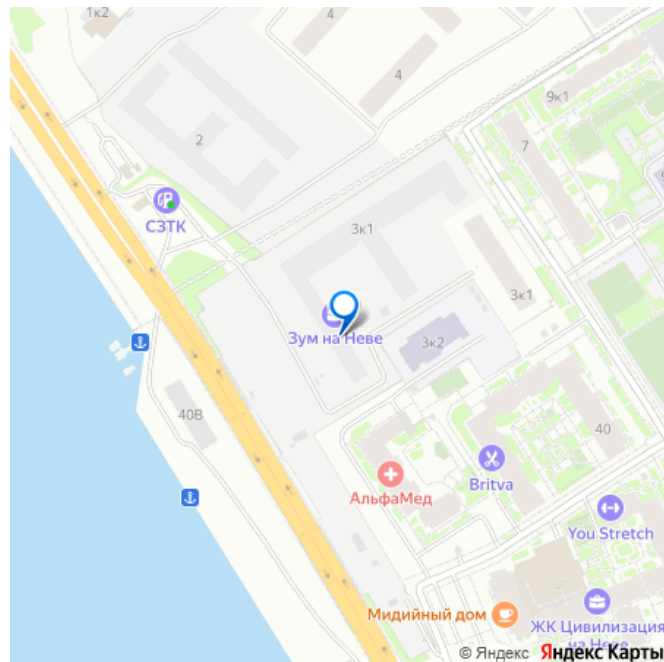 1к2
4
4
9к1
7
2
СЗТК
3к1
3к1
Зум на Неве
3к2
40В
40
АльфаМед
Britva
You Stretch
Мидийный дом
ЖК Цивилизация
на Неве
© Яндекс Яндекс Карты